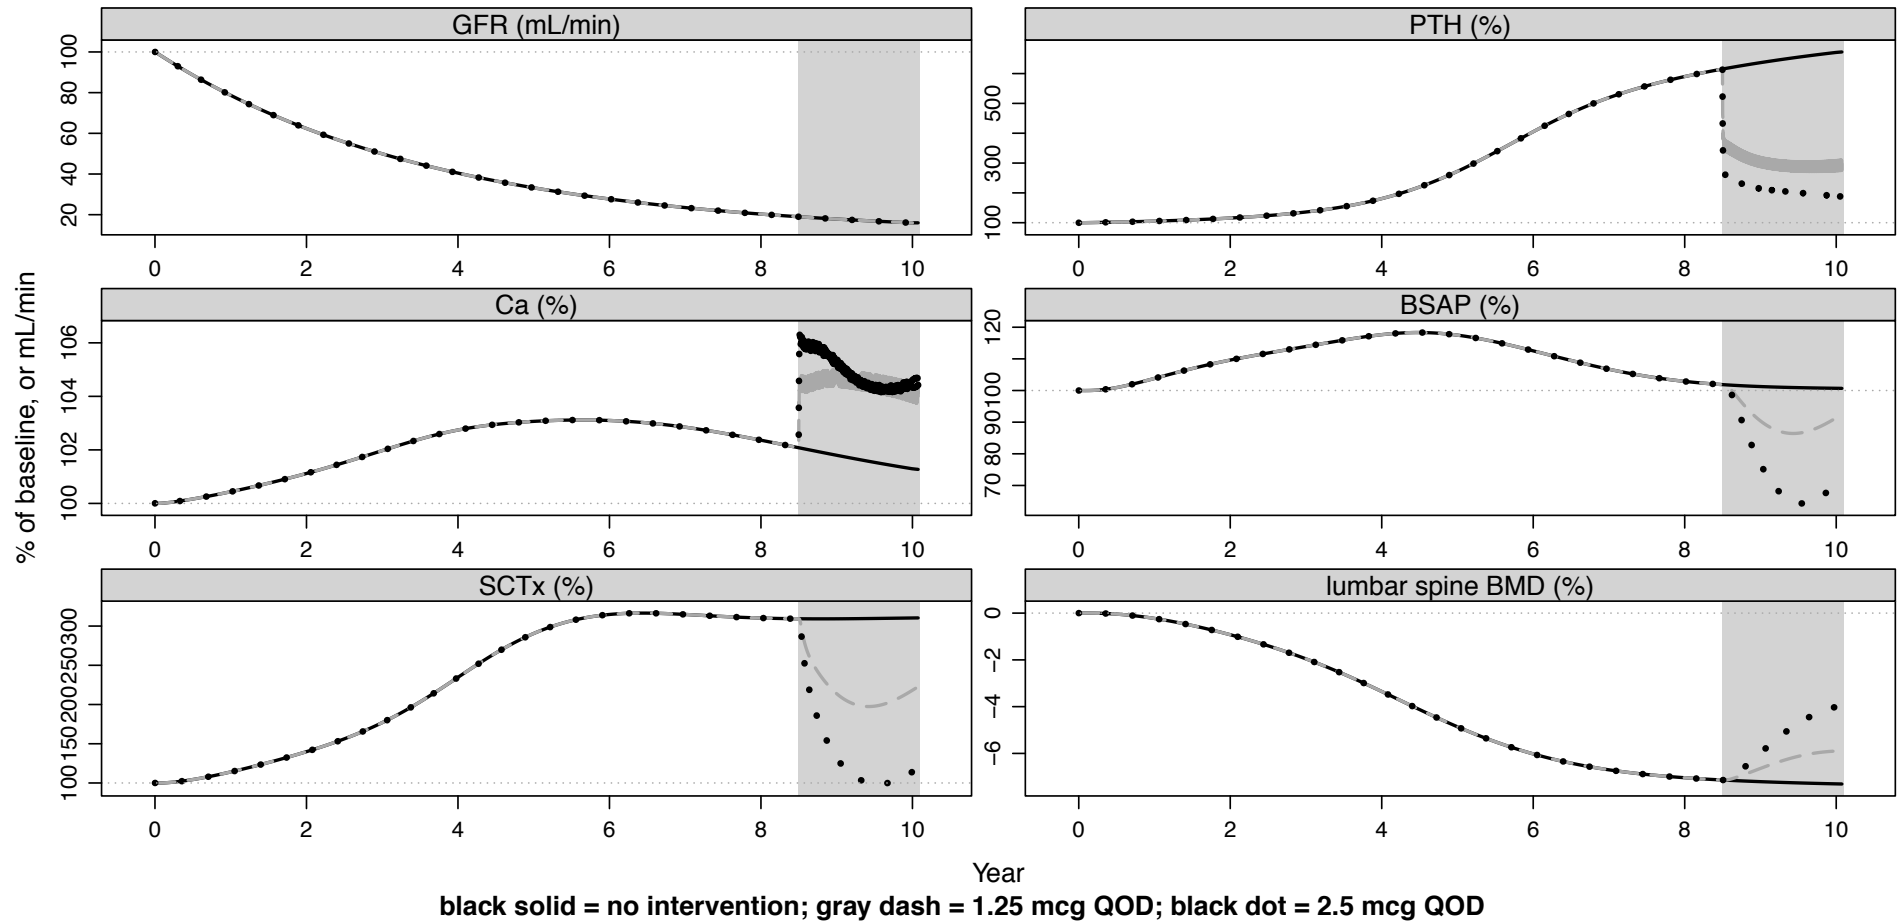 GFR (mL/min)
20 40 60 80 100
0 2 4 6 8 10
PTH (%)
100 300 500
0 2 4 6 8 10
% of baseline, or mL/min
Ca (%)
100 102 104 106
0 2 4 6 8 10
BSAP (%)
70 80 90 100 120
0 2 4 6 8 10
SCTx (%)
100 150 200 250 300
0 2 4 6 8 10
lumbar spine BMD (%)
−6 −4 −2 0
0 2 4 6 8 10
Year
black solid = no intervention; gray dash = 1.25 mcg QOD; black dot = 2.5 mcg QOD